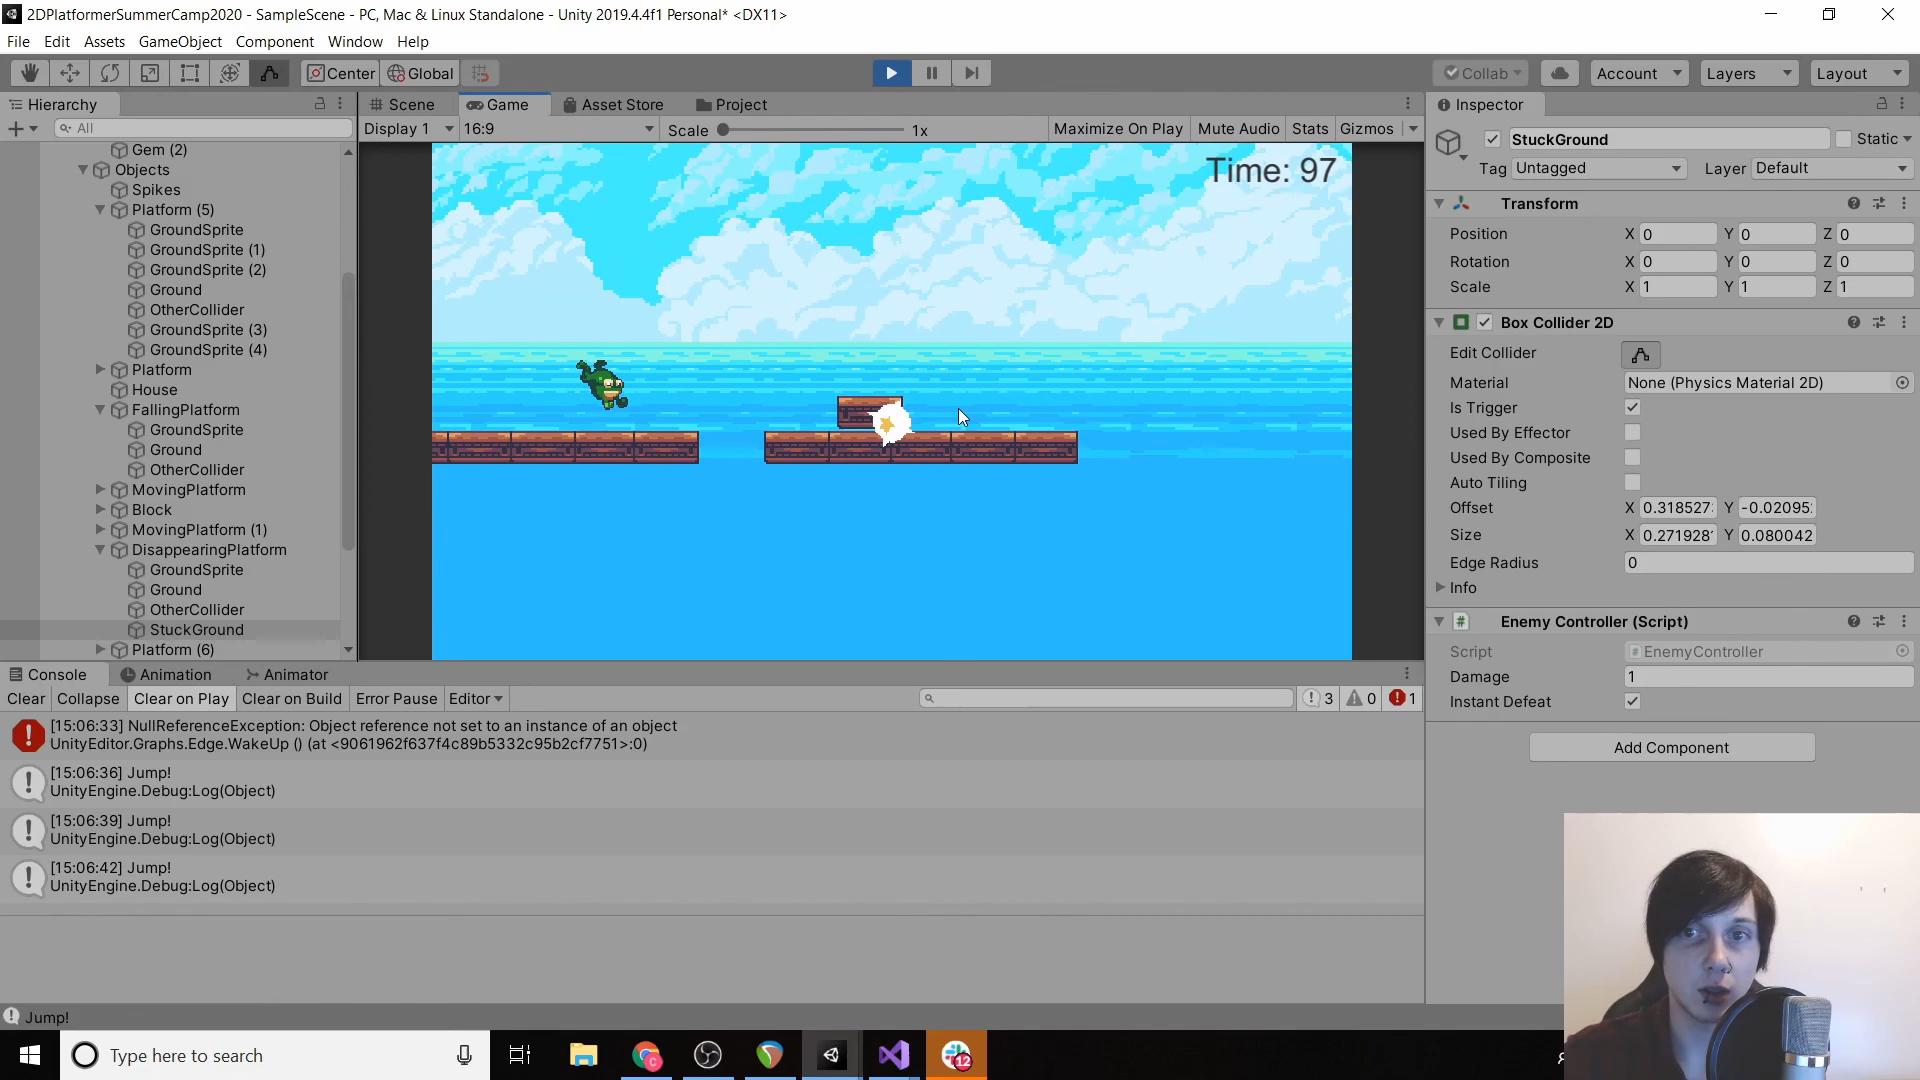 2DPlatformerSummerCamp2020 - SampleScene - PC, Mac & Linux Standalone - Unity 2019.4.4f1 Personal* <DX11>
File Edit Assets GameObject Component Window Help
Center Global Collab Account Layers Layout
Hierarchy
All
Gem (2)
Objects
Spikes
Platform (5)
GroundSprite
GroundSprite (1)
GroundSprite (2)
Ground
OtherCollider
GroundSprite (3)
GroundSprite (4)
Platform
House
FallingPlatform
GroundSprite
Ground
OtherCollider
MovingPlatform
Block
MovingPlatform (1)
DisappearingPlatform
GroundSprite
Ground
OtherCollider
StuckGround
Platform (6)
Scene Game Asset Store Project
Display 1 16:9 Scale 1x Maximize On Play Mute Audio Stats Gizmos
Time: 97
Inspector
StuckGround Static
Tag Untagged Layer Default
Transform
Position X 0 Y 0 Z 0
Rotation X 0 Y 0 Z 0
Scale X 1 Y 1 Z 1
Box Collider 2D
Edit Collider
Material None (Physics Material 2D)
Is Trigger
Used By Effector
Used By Composite
Auto Tiling
Offset X 0.318527 Y -0.02095
Size X 0.271928 Y 0.080042
Edge Radius 0
Info
Enemy Controller (Script)
Script EnemyController
Damage 1
Instant Defeat
Add Component
Console Animation Animator
Clear Collapse Clear on Play Clear on Build Error Pause Editor 3 0 1
[15:06:33] NullReferenceException: Object reference not set to an instance of an object
UnityEditor.Graphs.Edge.WakeUp () (at <9061962f637f4c89b5332c95b2cf7751>:0)
[15:06:36] Jump!
UnityEngine.Debug:Log(Object)
[15:06:39] Jump!
UnityEngine.Debug:Log(Object)
[15:06:42] Jump!
UnityEngine.Debug:Log(Object)
Jump!
Type here to search
12